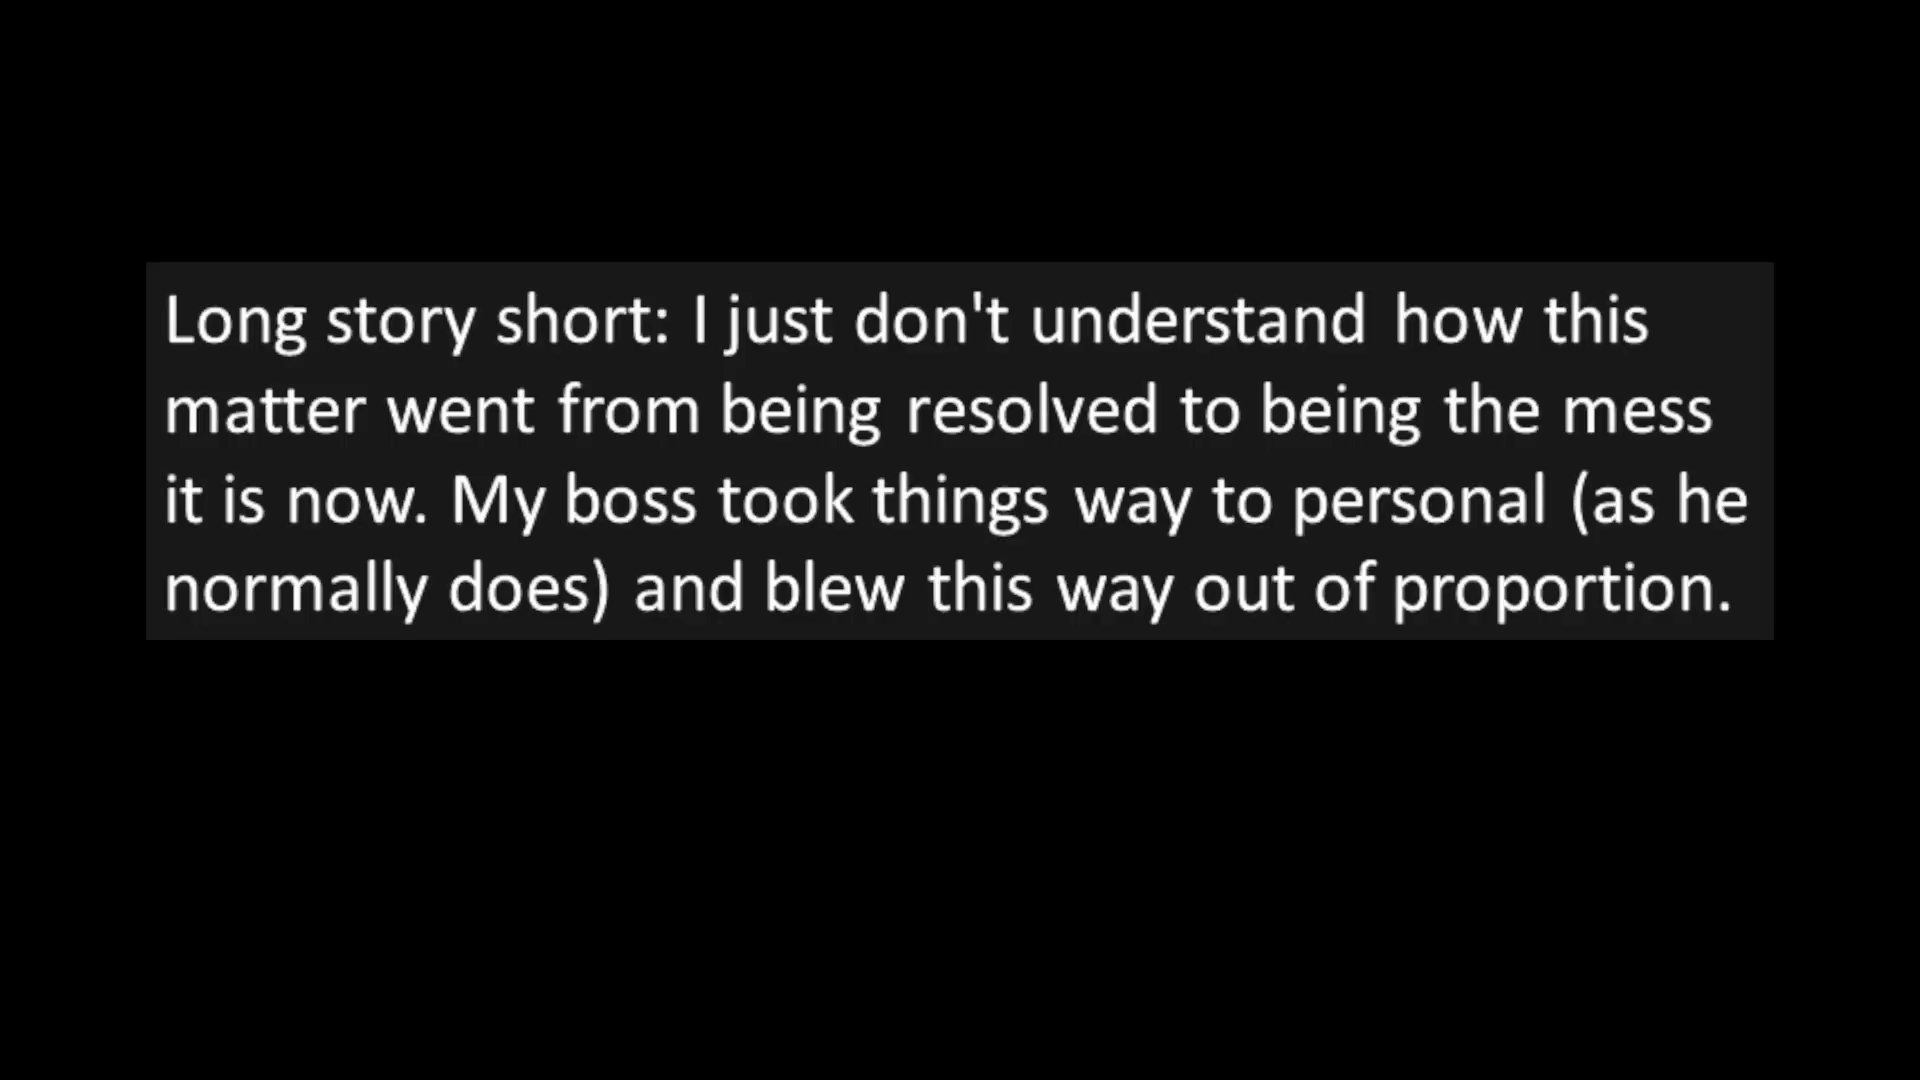 Long story short: I just don't understand how this
matter went from being resolved to being the mess
it is now. My boss took things way to personal (as he
normally does) and blew this way out of proportion.